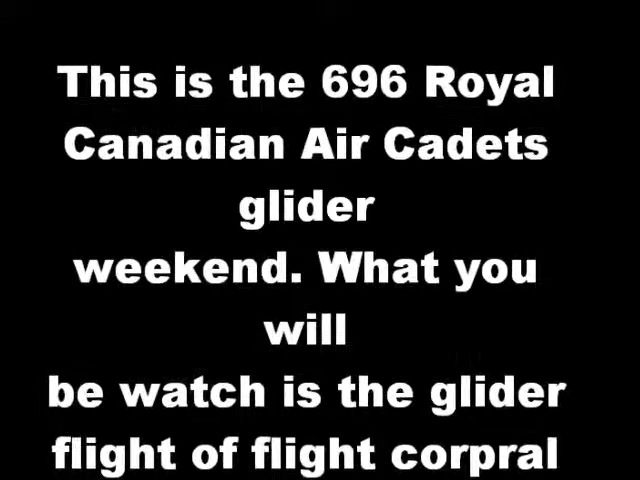 This is the 696 Royal
Canadian Air Cadets
glider
weekend. What you
will
be watch is the glider
flight of flight corpral